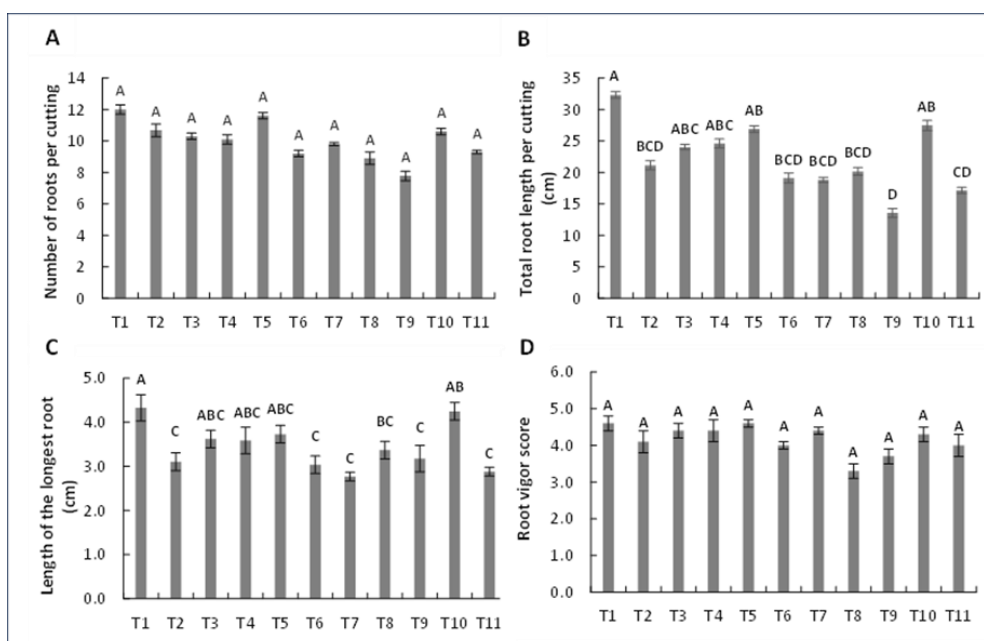 A
Number of roots per cutting
14
12
10
8
6
4
2
0
A A A A A A A A A A A
T1 T2 T3 T4 T5 T6 T7 T8 T9 T10 T11
B
Total root length per cutting
(cm)
35
30
25
20
15
10
5
0
A BCD ABC ABC AB BCD BCD BCD D AB CD
T1 T2 T3 T4 T5 T6 T7 T8 T9 T10 T11
C
Length of the longest root
(cm)
5.0
4.0
3.0
2.0
1.0
0.0
A C ABC ABC ABC C C BC C AB C
T1 T2 T3 T4 T5 T6 T7 T8 T9 T10 T11
D
Root vigor score
6.0
5.0
4.0
3.0
2.0
1.0
0.0
A A A A A A A A A A A
T1 T2 T3 T4 T5 T6 T7 T8 T9 T10 T11